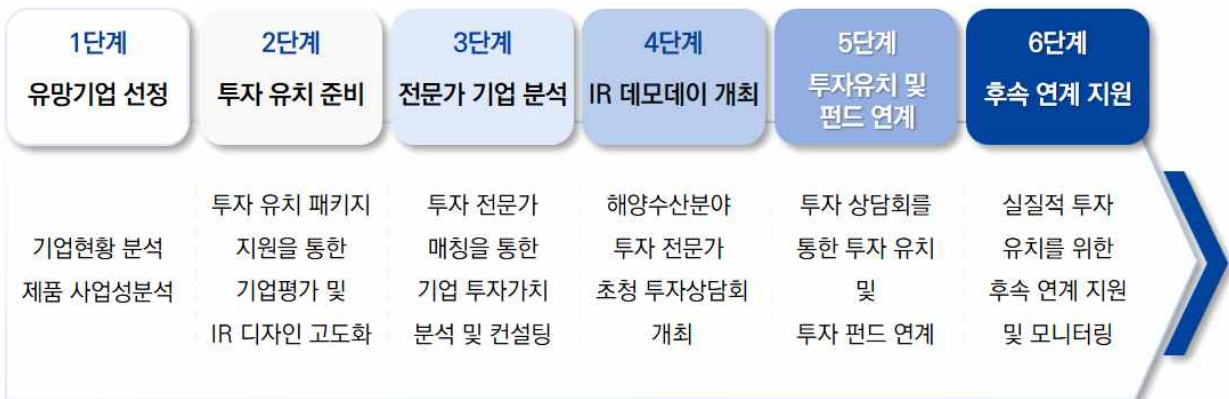 1단계
유망기업 선정
2단계
투자 유치 준비
3단계
전문가 기업 분석
4단계
IR 데모데이 개최
5단계
투자유치 및
펀드 연계
6단계
후속 연계 지원
기업현황 분석
제품 사업성분석
투자 유치 패키지
지원을 통한
기업평가 및
IR 디자인 고도화
투자 전문가
매칭을 통한
기업 투자가치
분석 및 컨설팅
해양수산분야
투자 전문가
초청 투자상담회
개최
투자 상담회를
통한 투자 유치
및
투자 펀드 연계
실질적 투자
유치를 위한
후속 연계 지원
및 모니터링